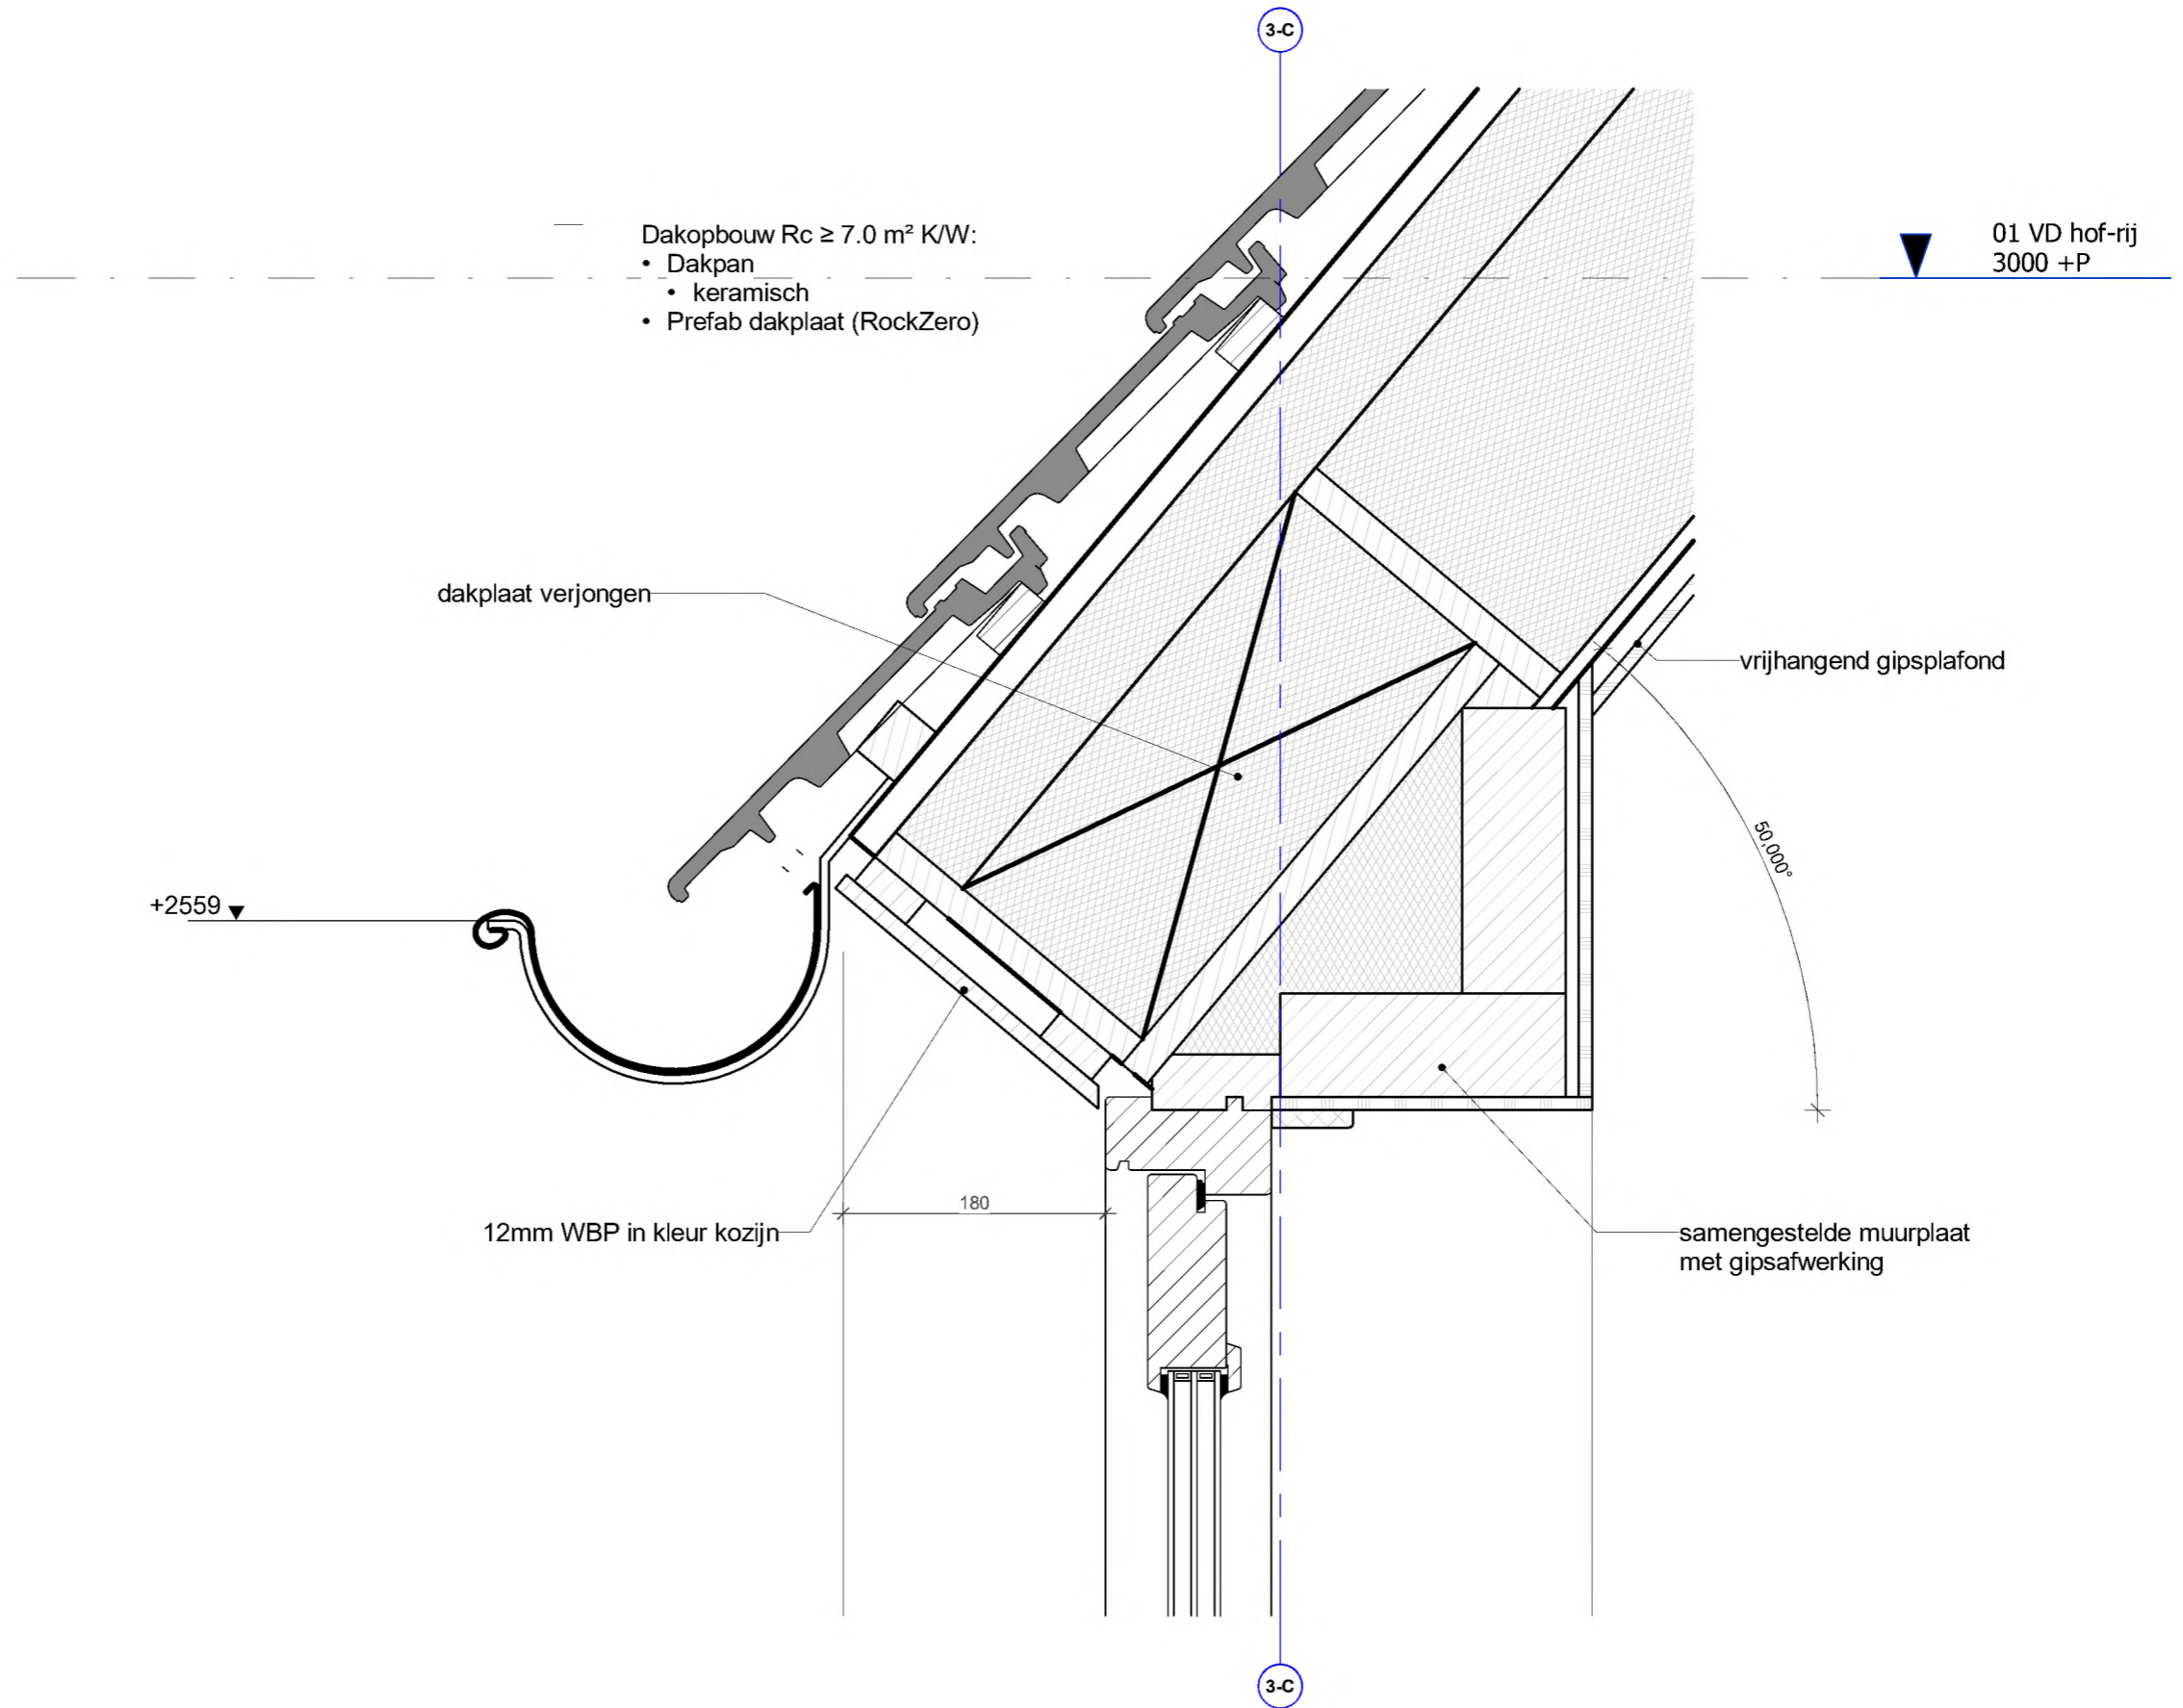 3-C
Dakopbouw Rc ≥ 7.0 m² K/W:
• Dakpan
• keramisch
• Prefab dakplaat (RockZero)
01 VD hof-rij
3000 +P
dakplaat verjongen
vrijhangend gipsplafond
50,000°
+2559
180
12mm WBP in kleur kozijn
samengestelde muurplaat
met gipsafwerking
3-C